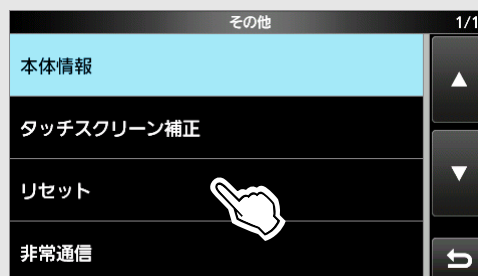 その他 1/1
本体情報
タッチスクリーン補正
リセット
非常通信